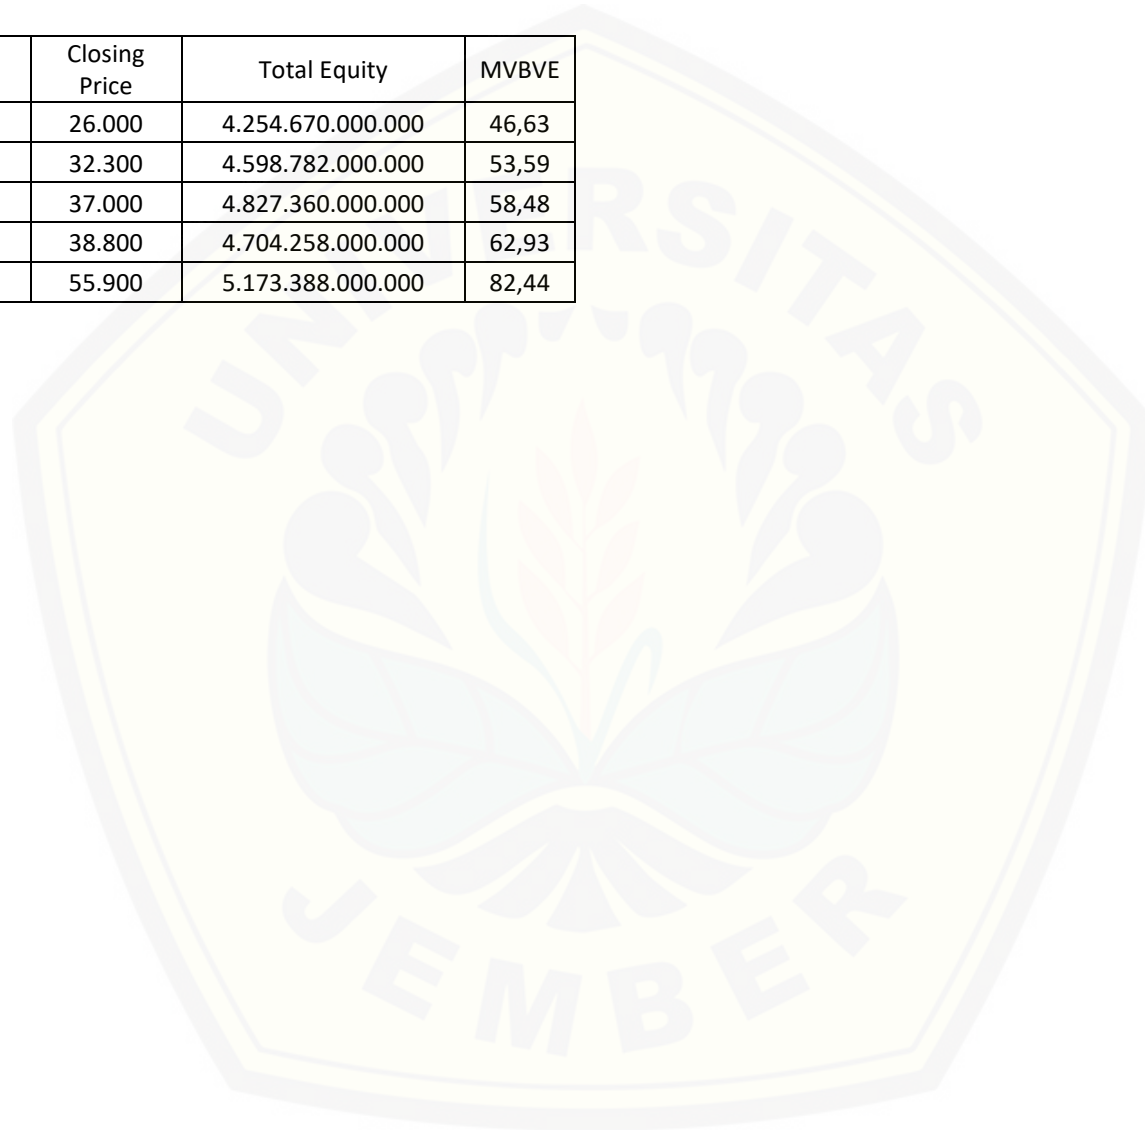 Closing Price Total Equity MVBVE
26.000 4.254.670.000.000 46,63
32.300 4.598.782.000.000 53,59
37.000 4.827.360.000.000 58,48
38.800 4.704.258.000.000 62,93
55.900 5.173.388.000.000 82,44
UNIVERSITAS
JEMBER